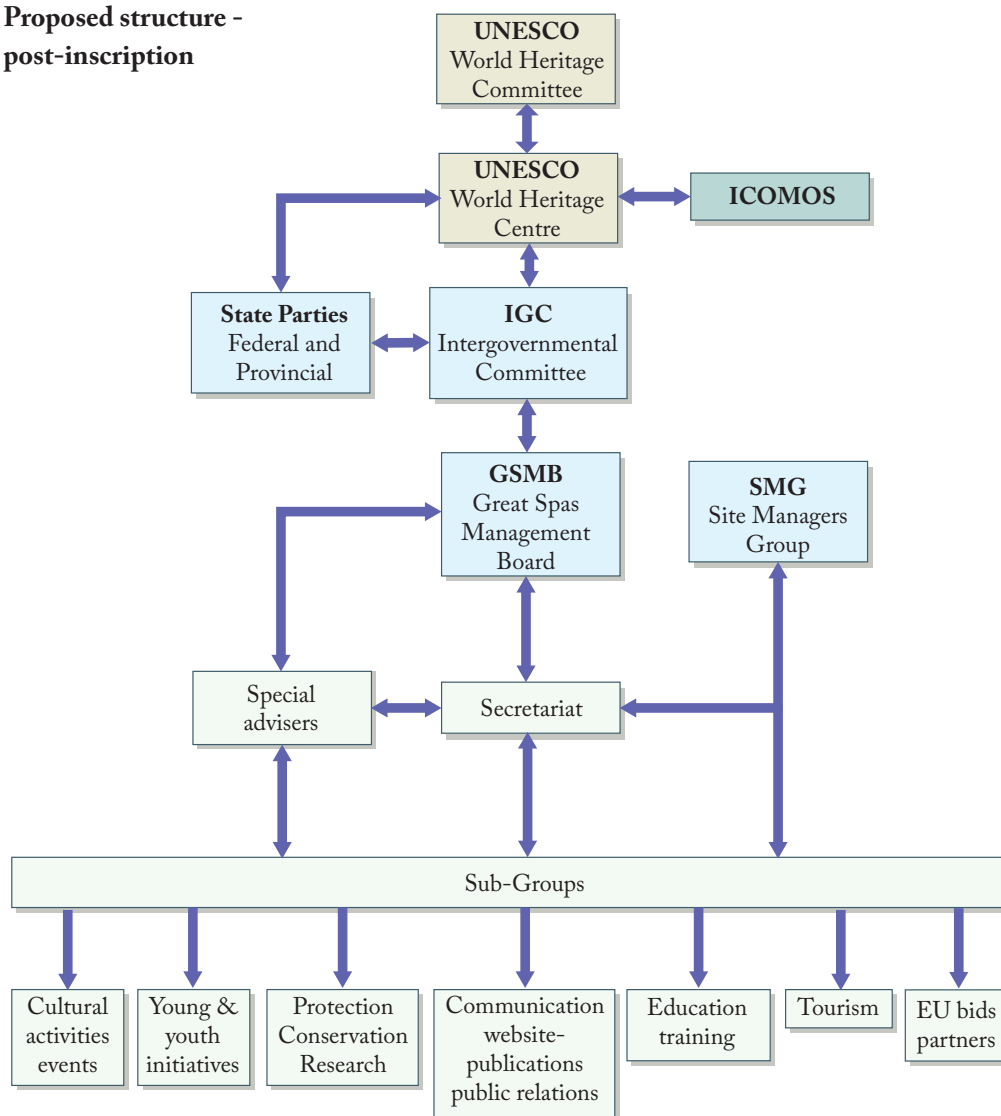 Proposed structure -
post-inscription
UNESCO
World Heritage
Committee
UNESCO
World Heritage
Centre
ICOMOS
State Parties
Federal and
Provincial
IGC
Intergovernmental
Committee
GSMB
Great Spas
Management
Board
SMG
Site Managers
Group
Special
advisers
Secretariat
Sub-Groups
Cultural
activities
events
Young &
youth
initiatives
Protection
Conservation
Research
Communication
website-
publications
public relations
Education
training
Tourism
EU bids
partners